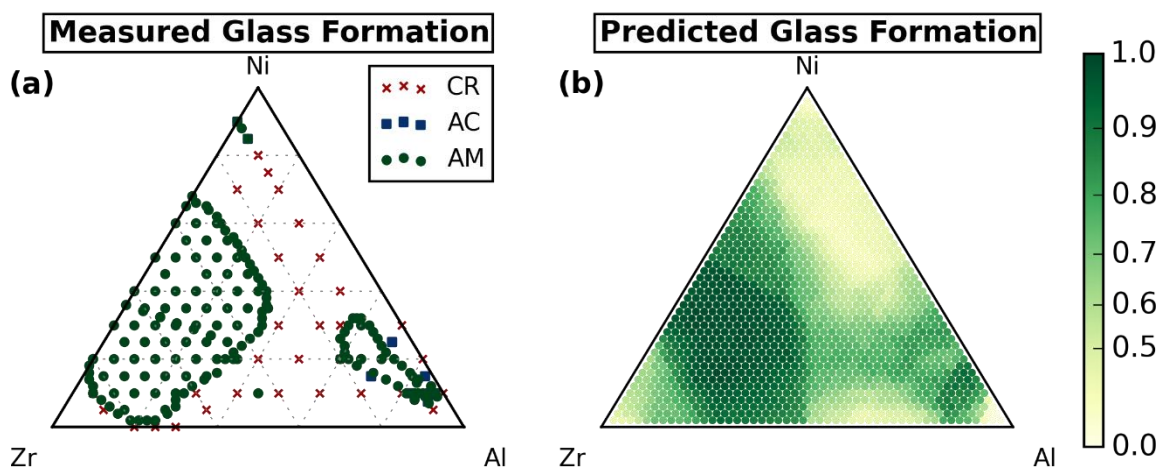 Measured Glass Formation
(a)
Ni
CR
AC
AM
Zr
Al
Predicted Glass Formation
(b)
Ni
Zr
Al
1.0
0.9
0.8
0.7
0.6
0.5
0.0